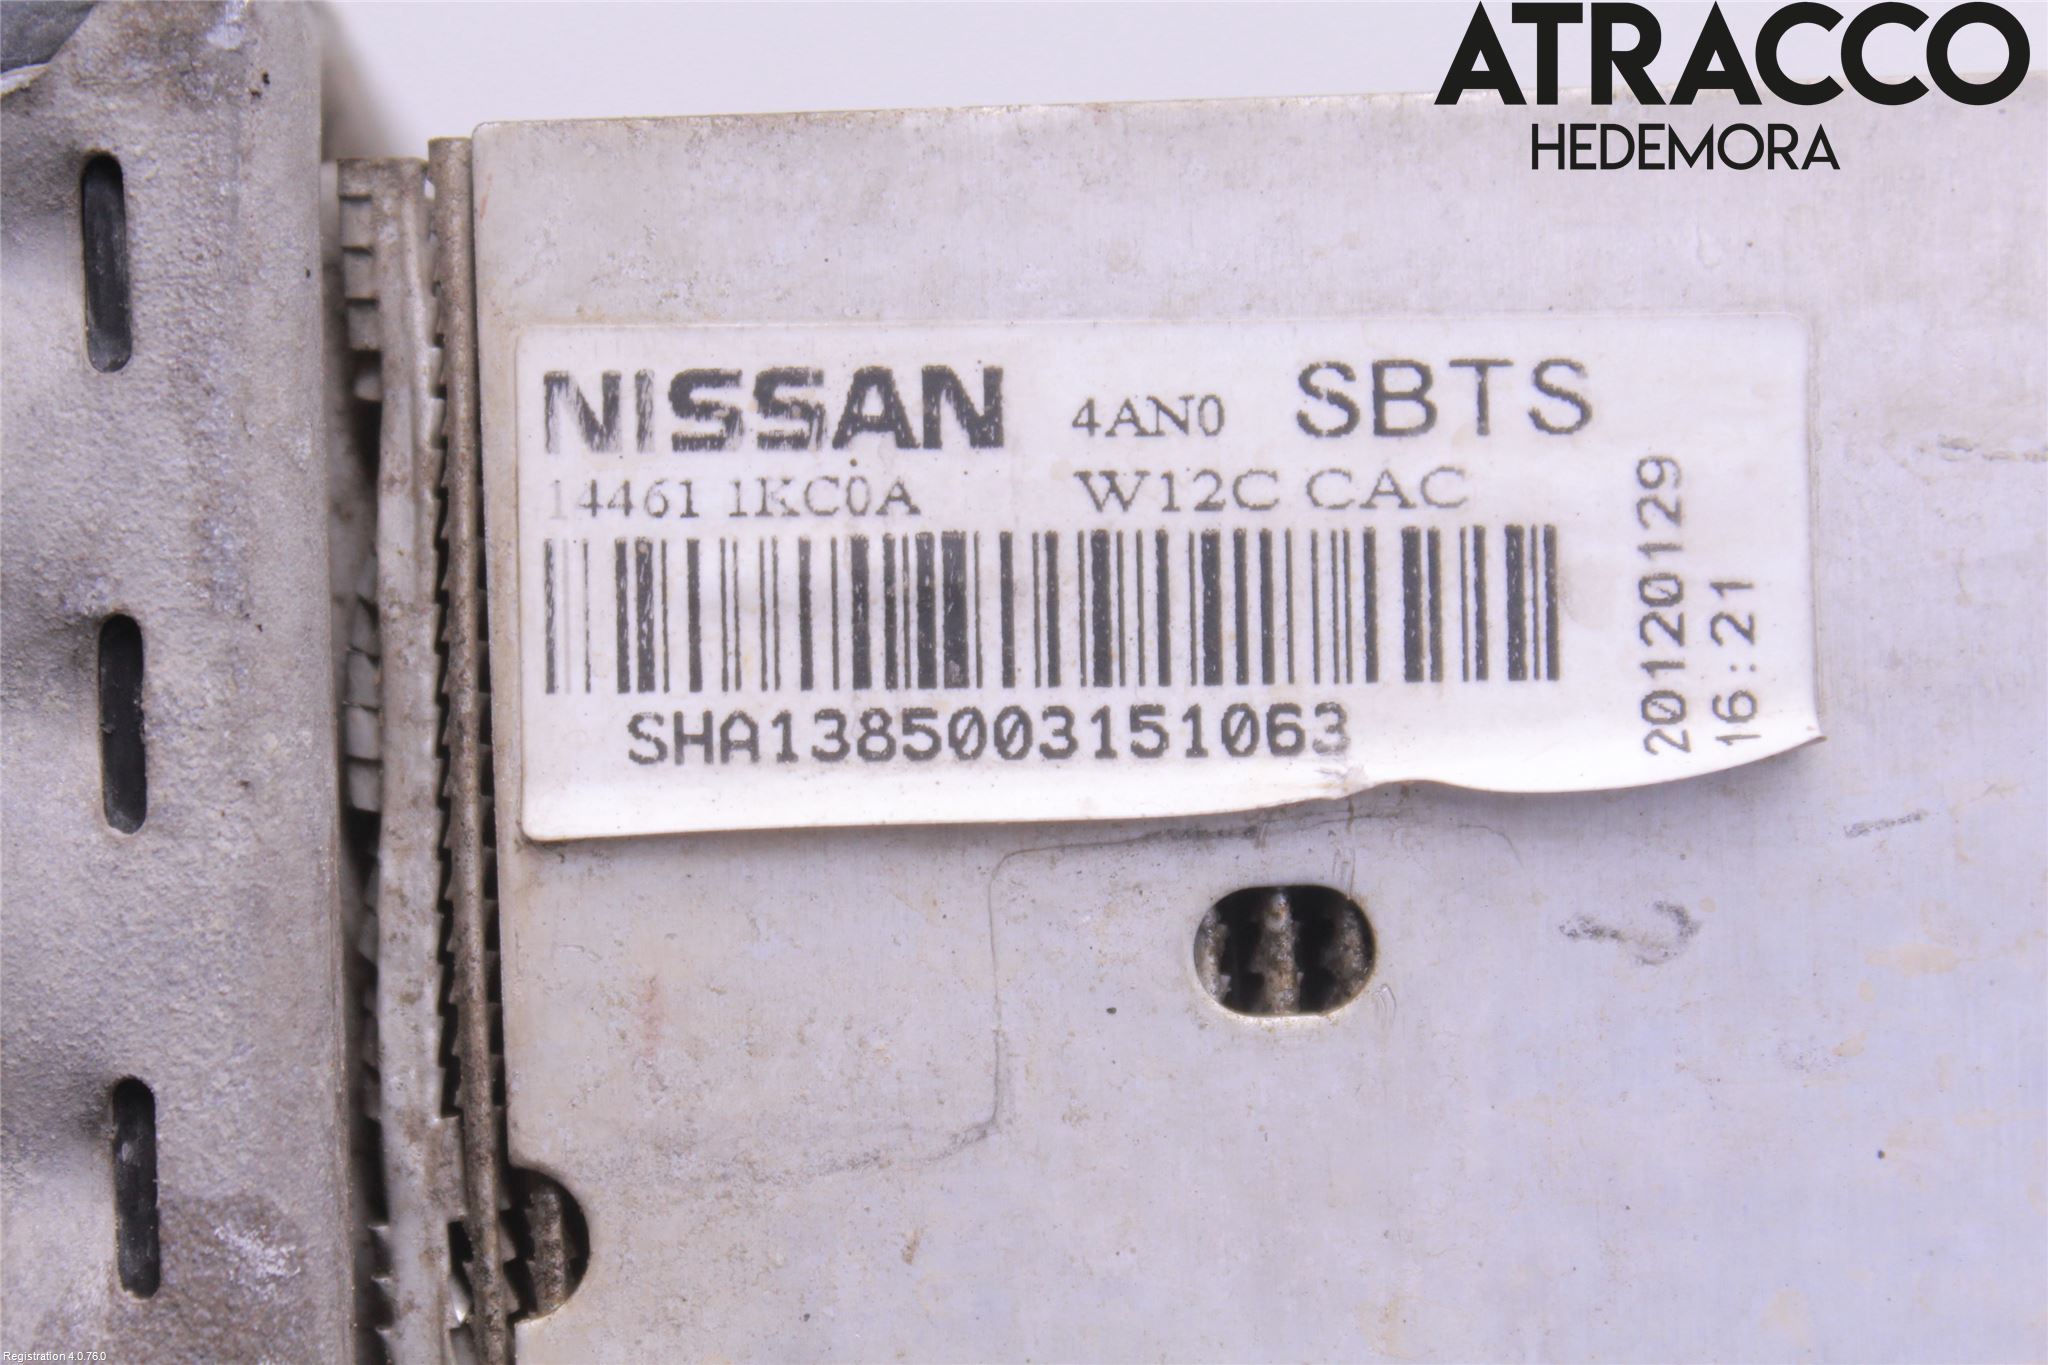 ATRACCO
HEDEMORA
NISSAN 4AN0 SBTS
14461 1KC0A W12C CAC
SHA1385003151063
20120129
16:21
Registration 4.0.76.0